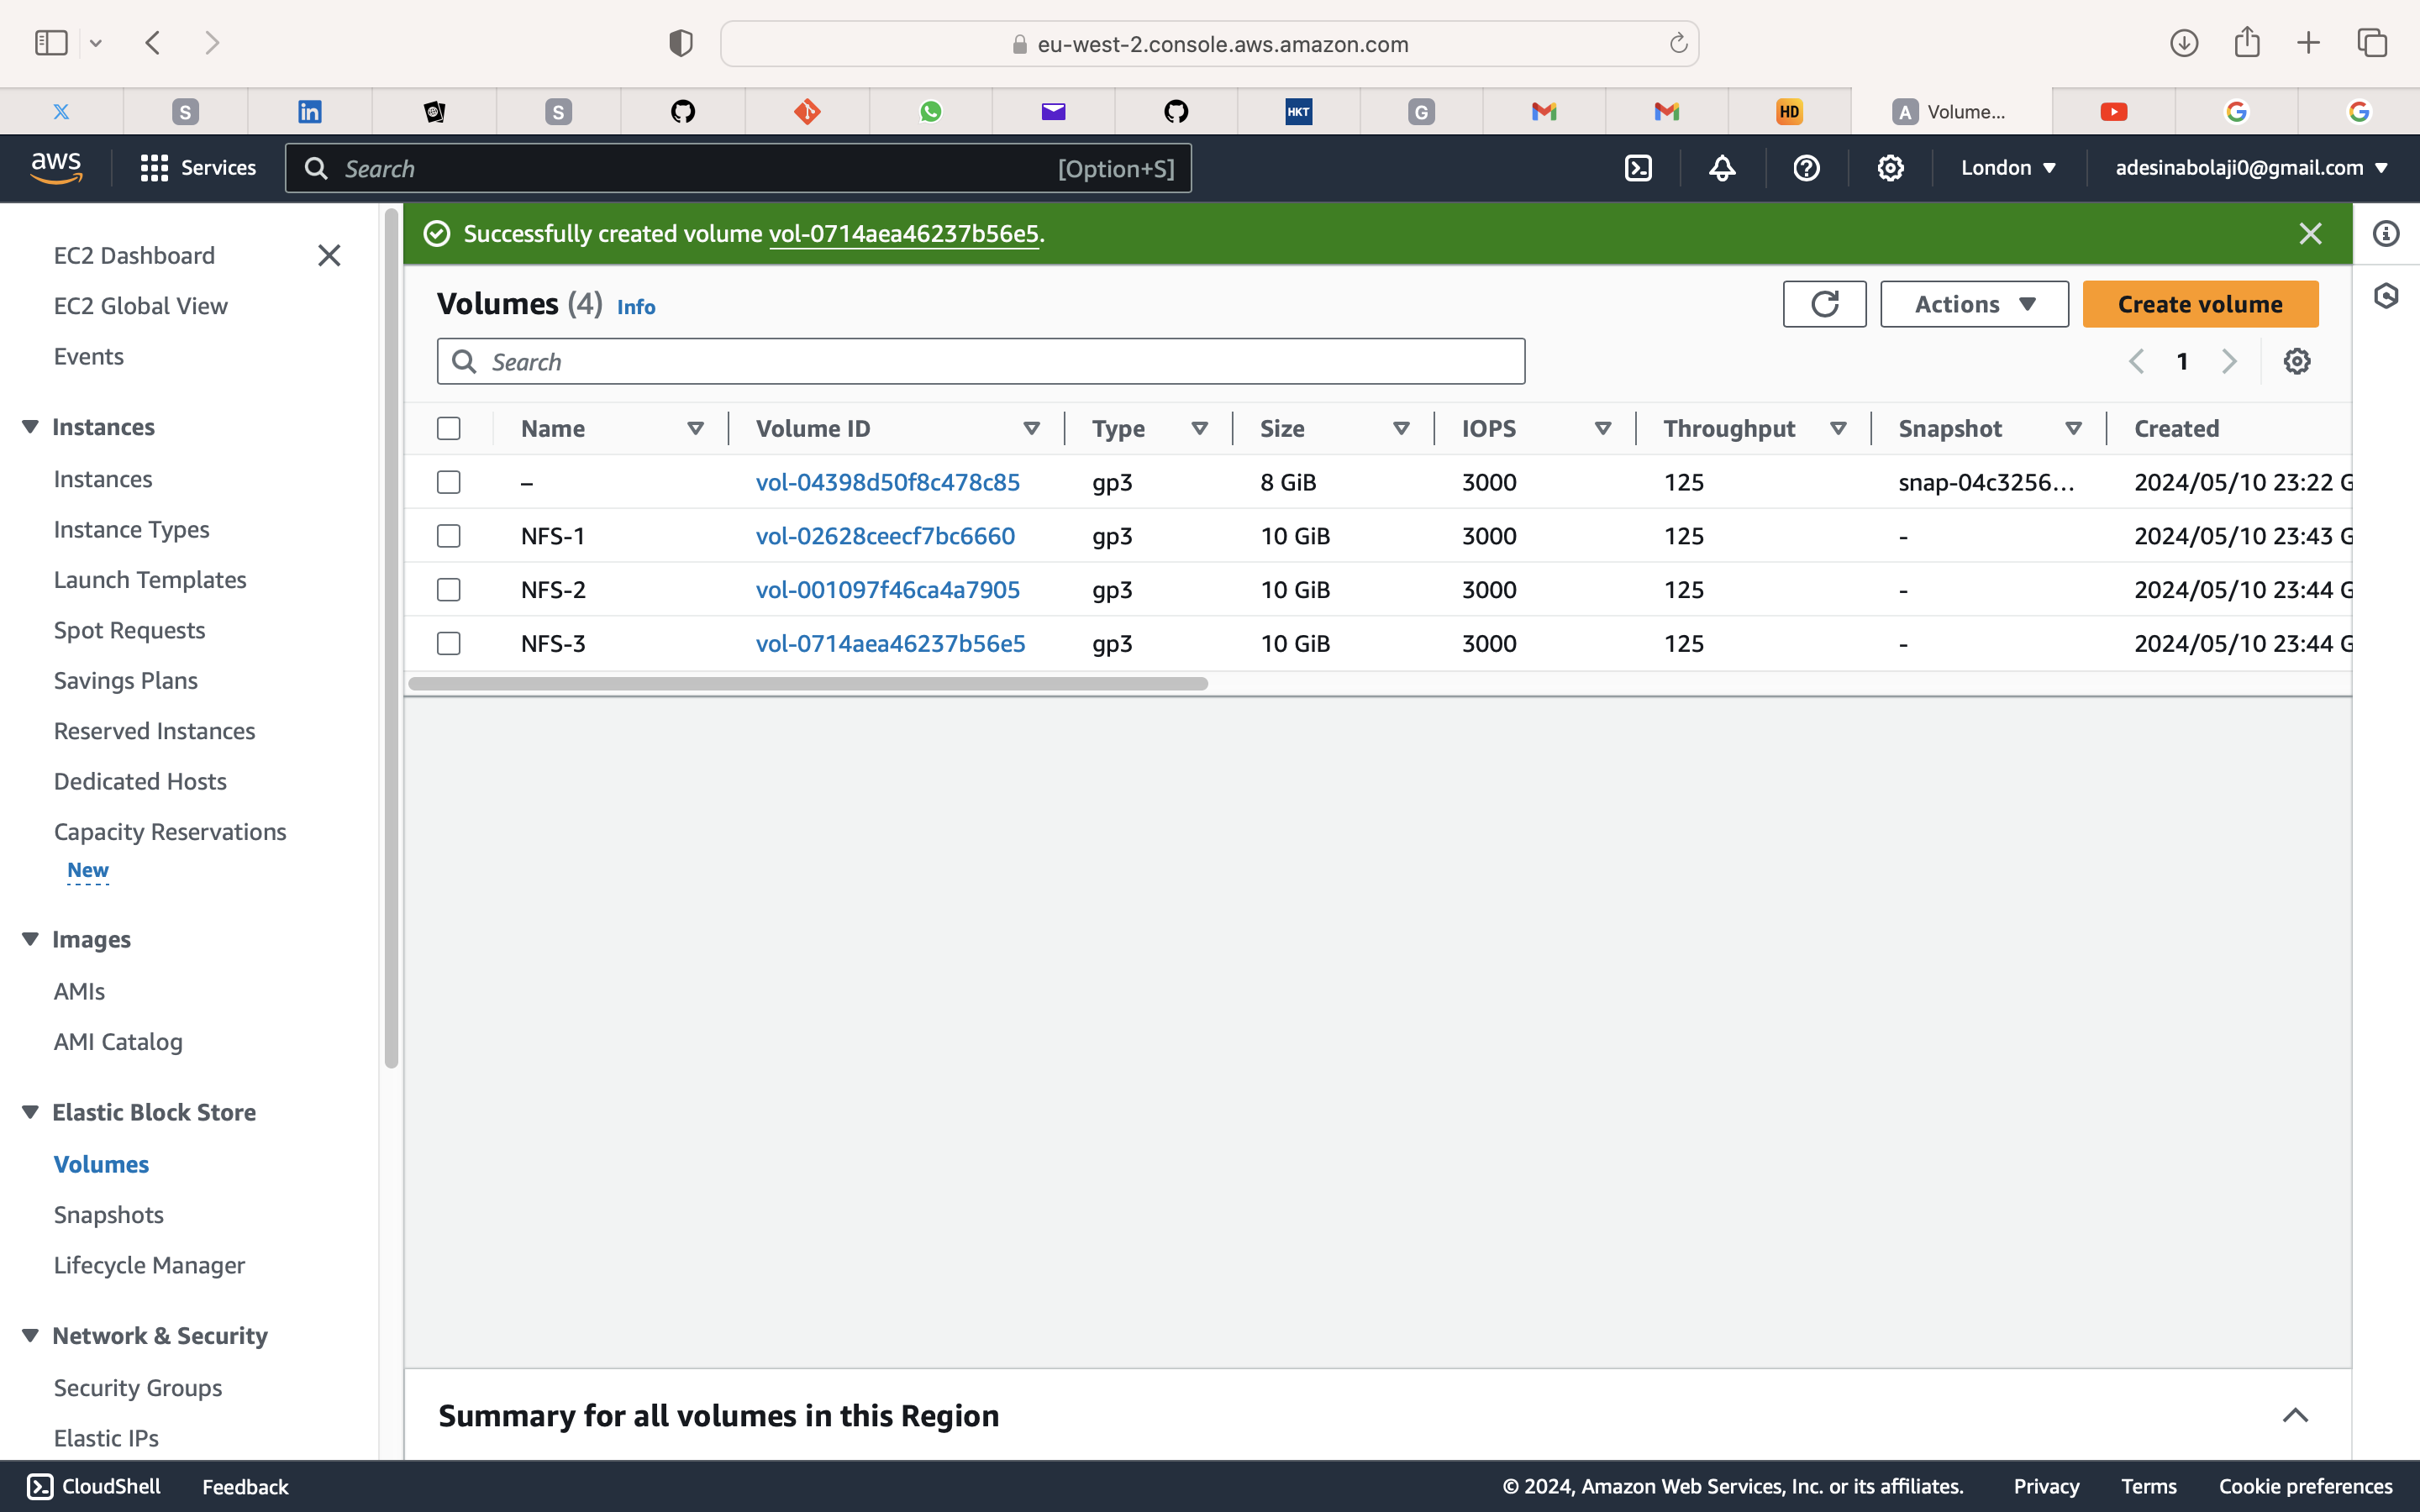 eu-west-2.console.aws.amazon.com
X S in S HKT G HD A Volume... G G
aws Services Search [Option+S] London adesinabolaji0@gmail.com
Successfully created volume vol-0714aea46237b56e5.
EC2 Dashboard
EC2 Global View
Events
Instances
Instances
Instance Types
Launch Templates
Spot Requests
Savings Plans
Reserved Instances
Dedicated Hosts
Capacity Reservations
New
Images
AMIs
AMI Catalog
Elastic Block Store
Volumes
Snapshots
Lifecycle Manager
Network & Security
Security Groups
Elastic IPs
Volumes (4) Info Actions Create volume
Search 1
Name Volume ID Type Size IOPS Throughput Snapshot Created
– vol-04398d50f8c478c85 gp3 8 GiB 3000 125 snap-04c3256... 2024/05/10 23:22 G
NFS-1 vol-02628ceecf7bc6660 gp3 10 GiB 3000 125 - 2024/05/10 23:43 G
NFS-2 vol-001097f46ca4a7905 gp3 10 GiB 3000 125 - 2024/05/10 23:44 G
NFS-3 vol-0714aea46237b56e5 gp3 10 GiB 3000 125 - 2024/05/10 23:44 G
Summary for all volumes in this Region
CloudShell Feedback © 2024, Amazon Web Services, Inc. or its affiliates. Privacy Terms Cookie preferences